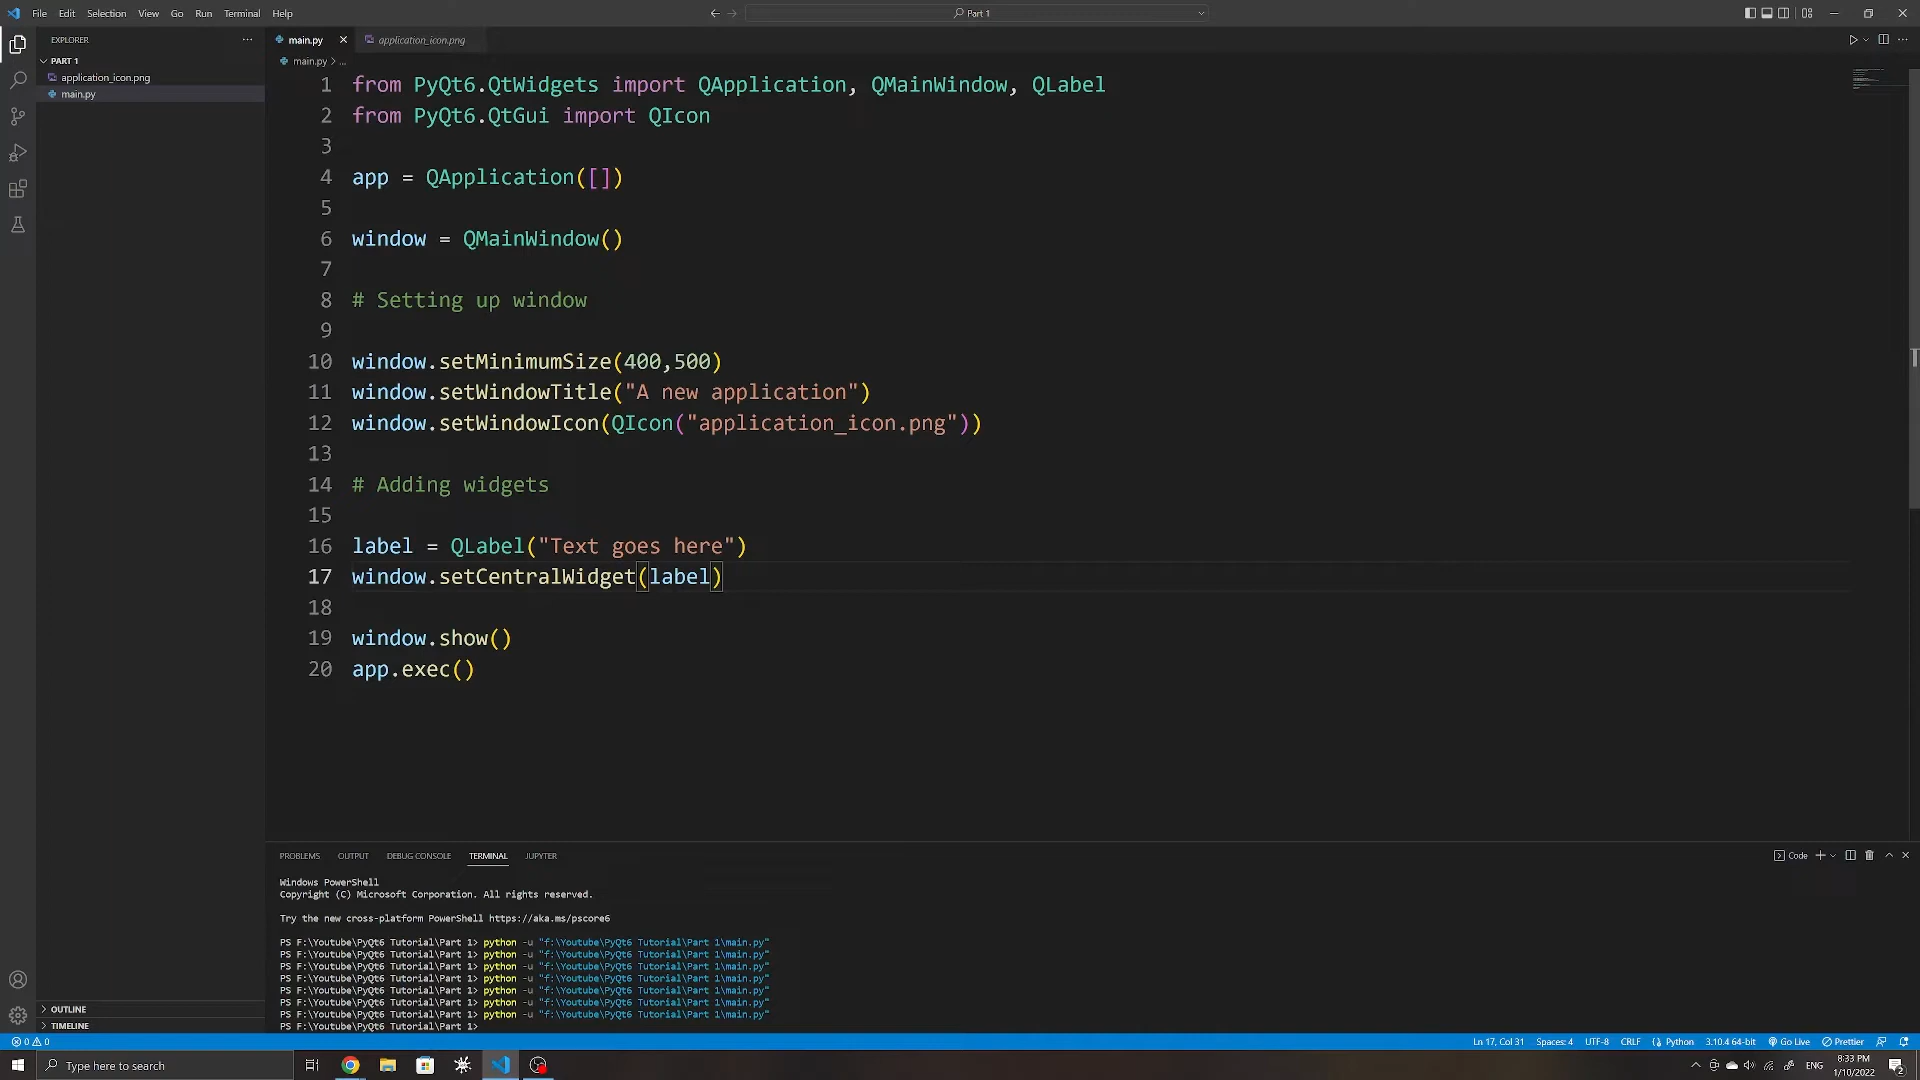 File Edit Selection View Go Run Terminal Help
Part 1
EXPLORER
PART 1
application_icon.png
main.py
OUTLINE
TIMELINE
main.py
application_icon.png
main.py > ...
1 from PyQt6.QtWidgets import QApplication, QMainWindow, QLabel
2 from PyQt6.QtGui import QIcon
3
4 app = QApplication([])
5
6 window = QMainWindow()
7
8 # Setting up window
9
10 window.setMinimumSize(400,500)
11 window.setWindowTitle("A new application")
12 window.setWindowIcon(QIcon("application_icon.png"))
13
14 # Adding widgets
15
16 label = QLabel("Text goes here")
17 window.setCentralWidget(label)
18
19 window.show()
20 app.exec()
PROBLEMS OUTPUT DEBUG CONSOLE TERMINAL JUPYTER
Code
Windows PowerShell
Copyright (C) Microsoft Corporation. All rights reserved.
Try the new cross-platform PowerShell https://aka.ms/pscore6
PS F:\Youtube\PyQt6 Tutorial\Part 1> python -u "f:\Youtube\PyQt6 Tutorial\Part 1\main.py"
PS F:\Youtube\PyQt6 Tutorial\Part 1> python -u "f:\Youtube\PyQt6 Tutorial\Part 1\main.py"
PS F:\Youtube\PyQt6 Tutorial\Part 1> python -u "f:\Youtube\PyQt6 Tutorial\Part 1\main.py"
PS F:\Youtube\PyQt6 Tutorial\Part 1> python -u "f:\Youtube\PyQt6 Tutorial\Part 1\main.py"
PS F:\Youtube\PyQt6 Tutorial\Part 1> python -u "f:\Youtube\PyQt6 Tutorial\Part 1\main.py"
PS F:\Youtube\PyQt6 Tutorial\Part 1> python -u "f:\Youtube\PyQt6 Tutorial\Part 1\main.py"
PS F:\Youtube\PyQt6 Tutorial\Part 1> python -u "f:\Youtube\PyQt6 Tutorial\Part 1\main.py"
PS F:\Youtube\PyQt6 Tutorial\Part 1>
0 0
Ln 17, Col 31 Spaces: 4 UTF-8 CRLF Python 3.10.4 64-bit Go Live Prettier
Type here to search
ENG
8:33 PM
1/10/2022
2